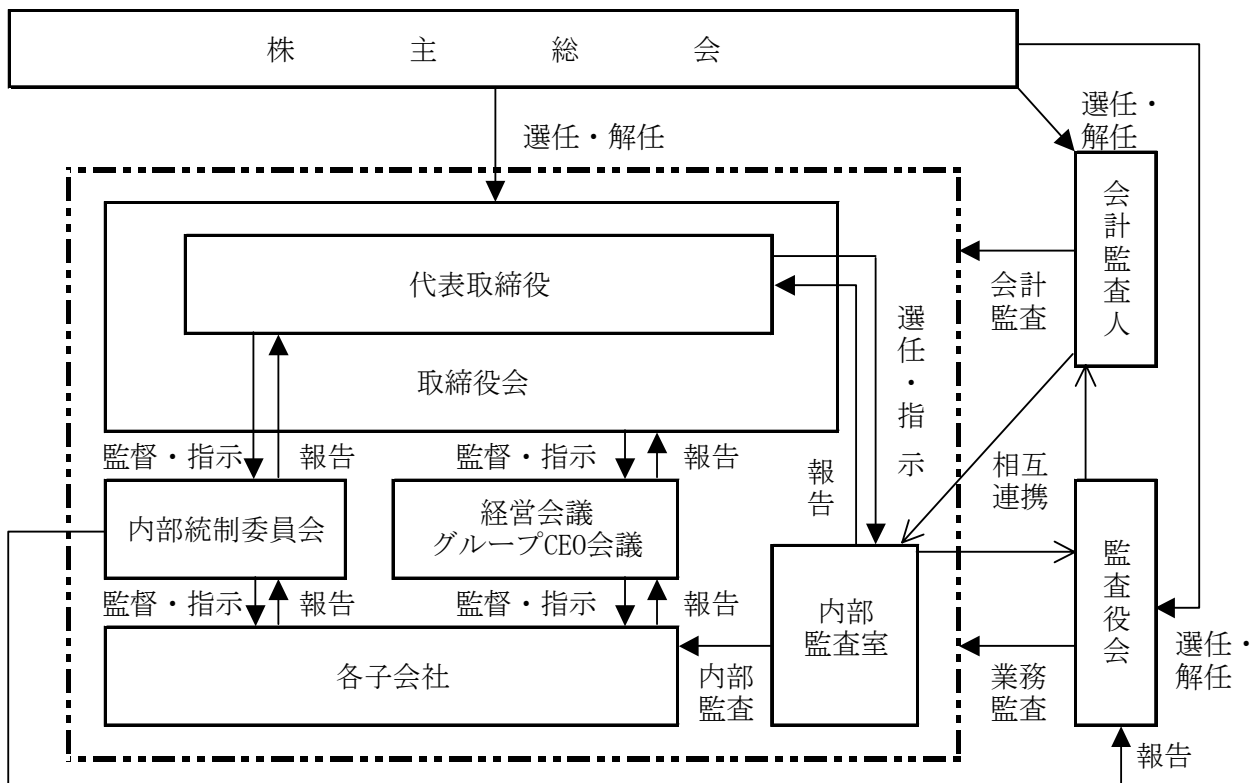 株主総会
選任・解任
選任・
解任
会計監査人
代表取締役
会計
監査
選任・指示
取締役会
監督・指示
報告
監督・指示
報告
報告
相互
連携
内部統制委員会
経営会議
グループCEO会議
監査役会
監督・指示
報告
監督・指示
報告
内部
監査室
各子会社
内部
監査
業務
監査
選任・
解任
報告